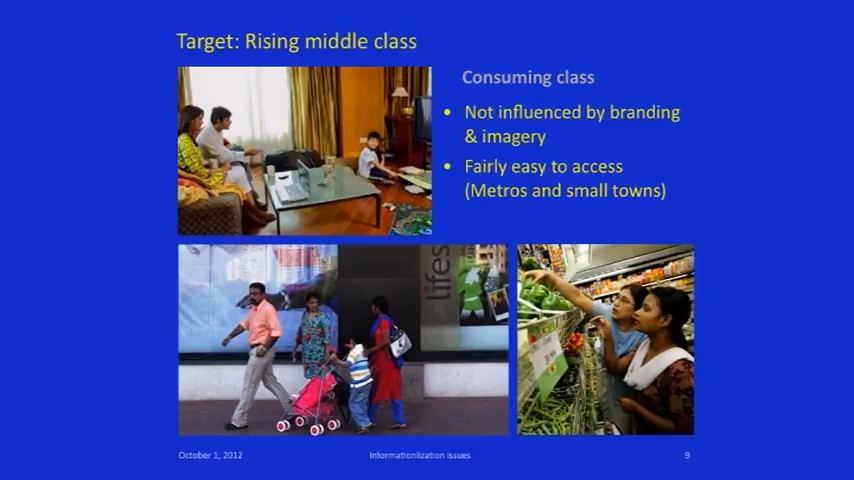 Target: Rising middle class
Consuming class
• Not influenced by branding
& imagery
• Fairly easy to access
(Metros and small towns)
lifes
October 1, 2012
Informationlization issues
9